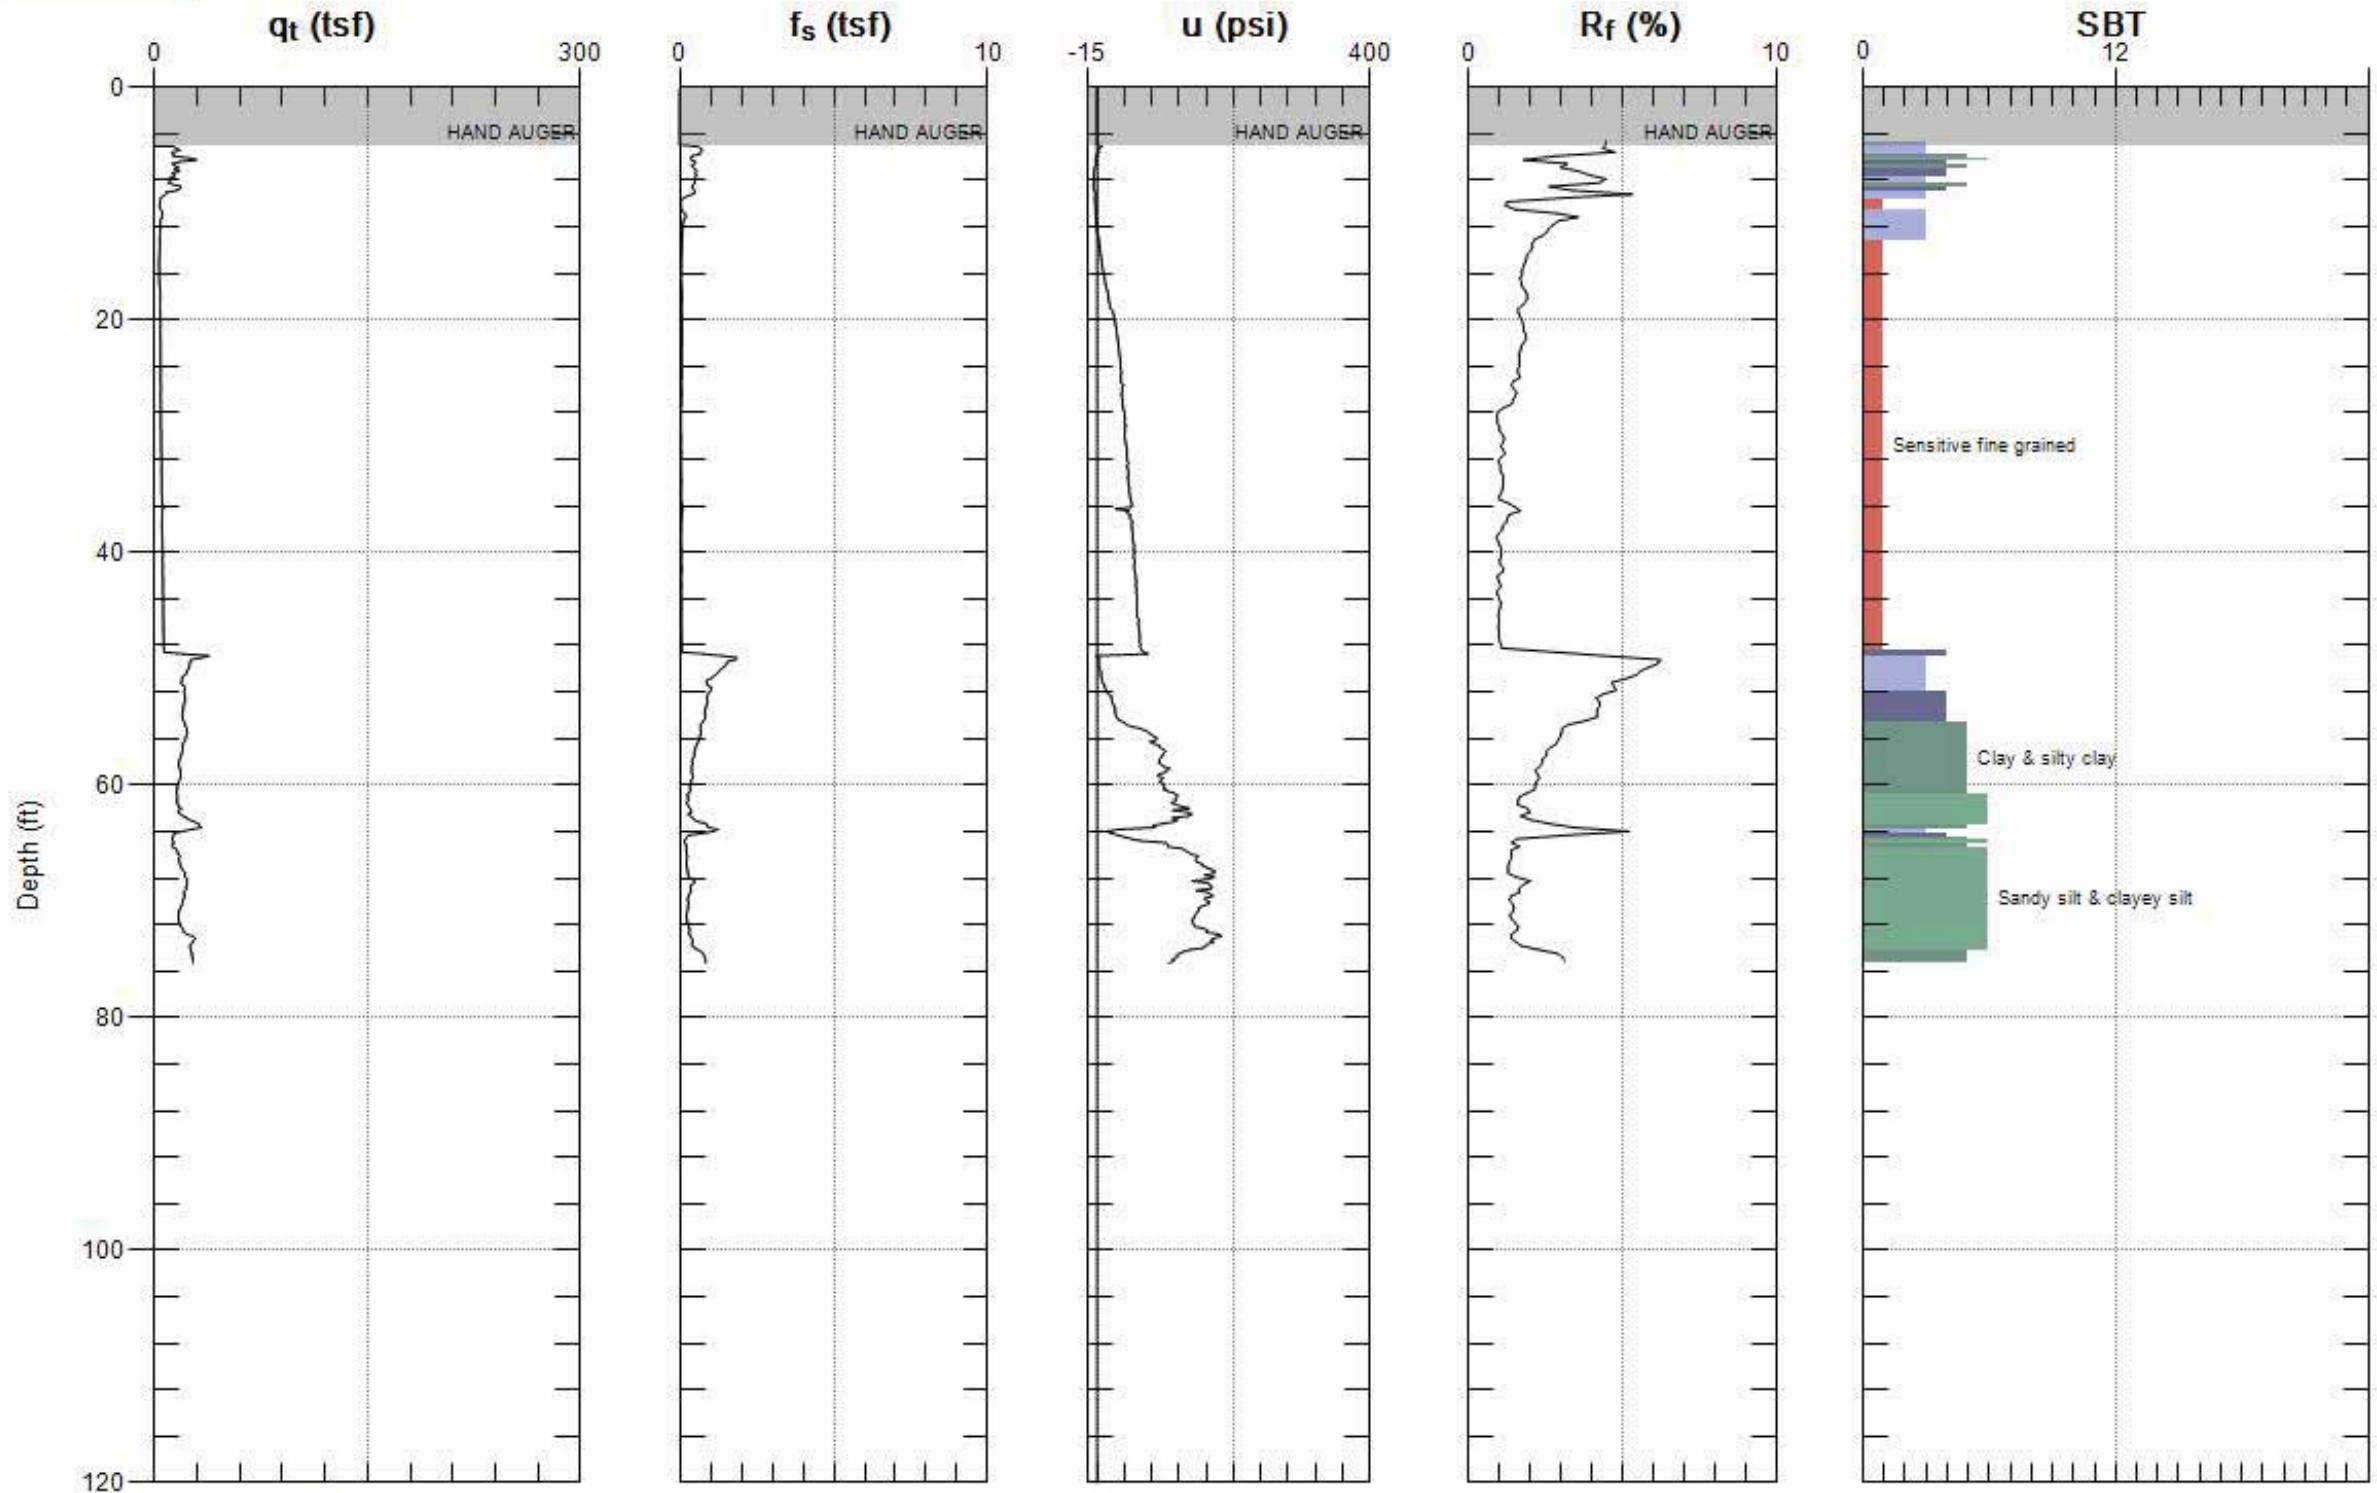 qt (tsf) fs (tsf) u (psi) Rf (%) SBT
0 300 0 10 -15 400 0 10 0 12
0
HAND AUGER HAND AUGER HAND AUGER HAND AUGER
20
Sensitive fine grained
40
Clay & silty clay
60
Depth (ft)
Sandy silt & clayey silt
80
100
120